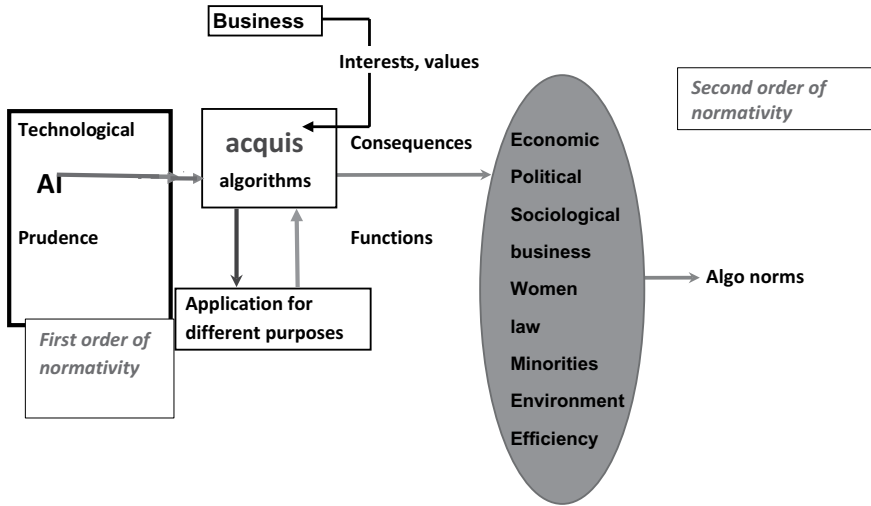 Business
Interests, values
Second order of
normativity
Technological
AI
Prudence
First order of
normativity
acquis
algorithms
Consequences
Functions
Application for
different purposes
Economic
Political
Sociological
business
Women
law
Minorities
Environment
Efficiency
Algo norms